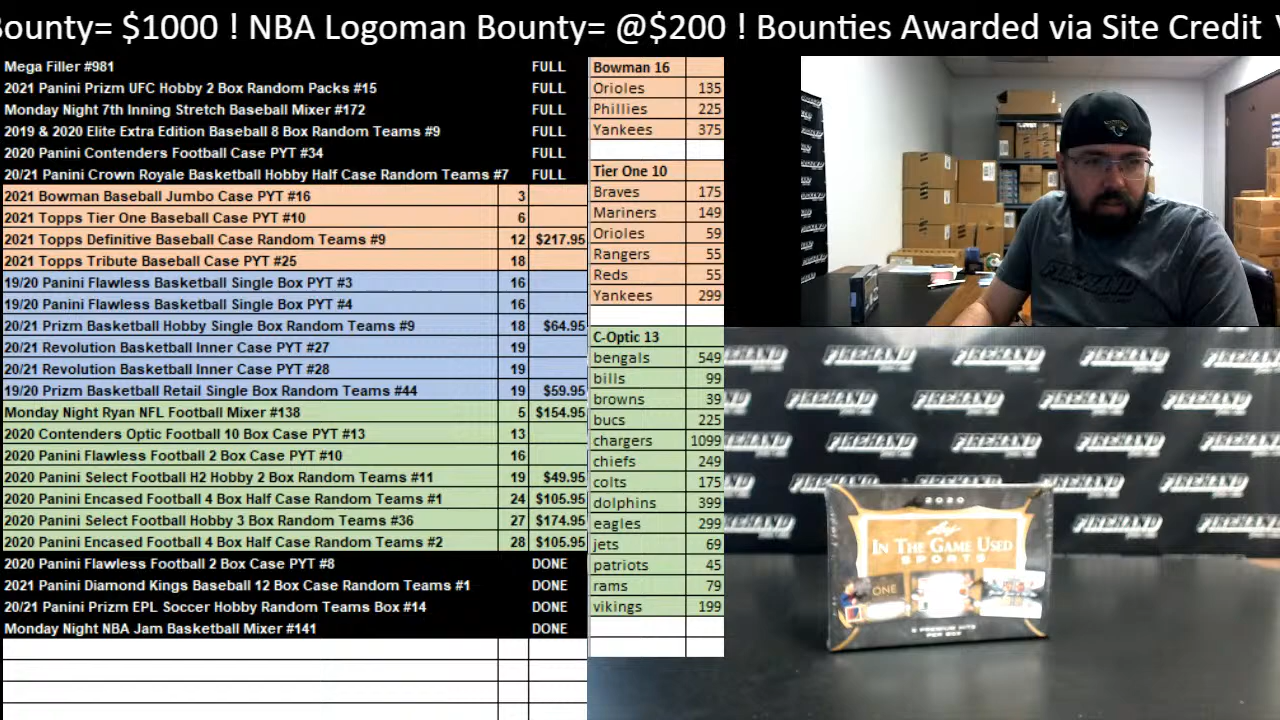 Bounty= $1000 ! NBA Logoman Bounty= @$200 ! Bounties Awarded via Site Credit
Mega Filler #981 FULL
2021 Panini Prizm UFC Hobby 2 Box Random Packs #15 FULL
Monday Night 7th Inning Stretch Baseball Mixer #172 FULL
2019 & 2020 Elite Extra Edition Baseball 8 Box Random Teams #9 FULL
2020 Panini Contenders Football Case PYT #34 FULL
20/21 Panini Crown Royale Basketball Hobby Half Case Random Teams #7 FULL
2021 Bowman Baseball Jumbo Case PYT #16 3
2021 Topps Tier One Baseball Case PYT #10 6
2021 Topps Definitive Baseball Case Random Teams #9 12 $217.95
2021 Topps Tribute Baseball Case PYT #25 18
19/20 Panini Flawless Basketball Single Box PYT #3 16
19/20 Panini Flawless Basketball Single Box PYT #4 16
20/21 Prizm Basketball Hobby Single Box Random Teams #9 18 $64.95
20/21 Revolution Basketball Inner Case PYT #27 19
20/21 Revolution Basketball Inner Case PYT #28 19
19/20 Prizm Basketball Retail Single Box Random Teams #44 19 $59.95
Monday Night Ryan NFL Football Mixer #138 5 $154.95
2020 Contenders Optic Football 10 Box Case PYT #13 13
2020 Panini Flawless Football 2 Box Case PYT #10 16
2020 Panini Select Football H2 Hobby 2 Box Random Teams #11 19 $49.95
2020 Panini Encased Football 4 Box Half Case Random Teams #1 24 $105.95
2020 Panini Select Football Hobby 3 Box Random Teams #36 27 $174.95
2020 Panini Encased Football 4 Box Half Case Random Teams #2 28 $105.95
2020 Panini Flawless Football 2 Box Case PYT #8 DONE
2021 Panini Diamond Kings Baseball 12 Box Case Random Teams #1 DONE
20/21 Panini Prizm EPL Soccer Hobby Random Teams Box #14 DONE
Monday Night NBA Jam Basketball Mixer #141 DONE
Bowman 16
Orioles 135
Phillies 225
Yankees 375
Tier One 10
Braves 175
Mariners 149
Orioles 59
Rangers 55
Reds 55
Yankees 299
C-Optic 13
bengals 549
bills 99
browns 39
bucs 225
chargers 1099
chiefs 249
colts 175
dolphins 399
eagles 299
jets 69
patriots 45
rams 79
vikings 199
FIREHAND FIREHAND FIREHAND FIREHAND FIREHAND
2020
Leaf
IN THE GAME USED
SPORTS
ONE
5 PREMIUM HITS
PER BOX